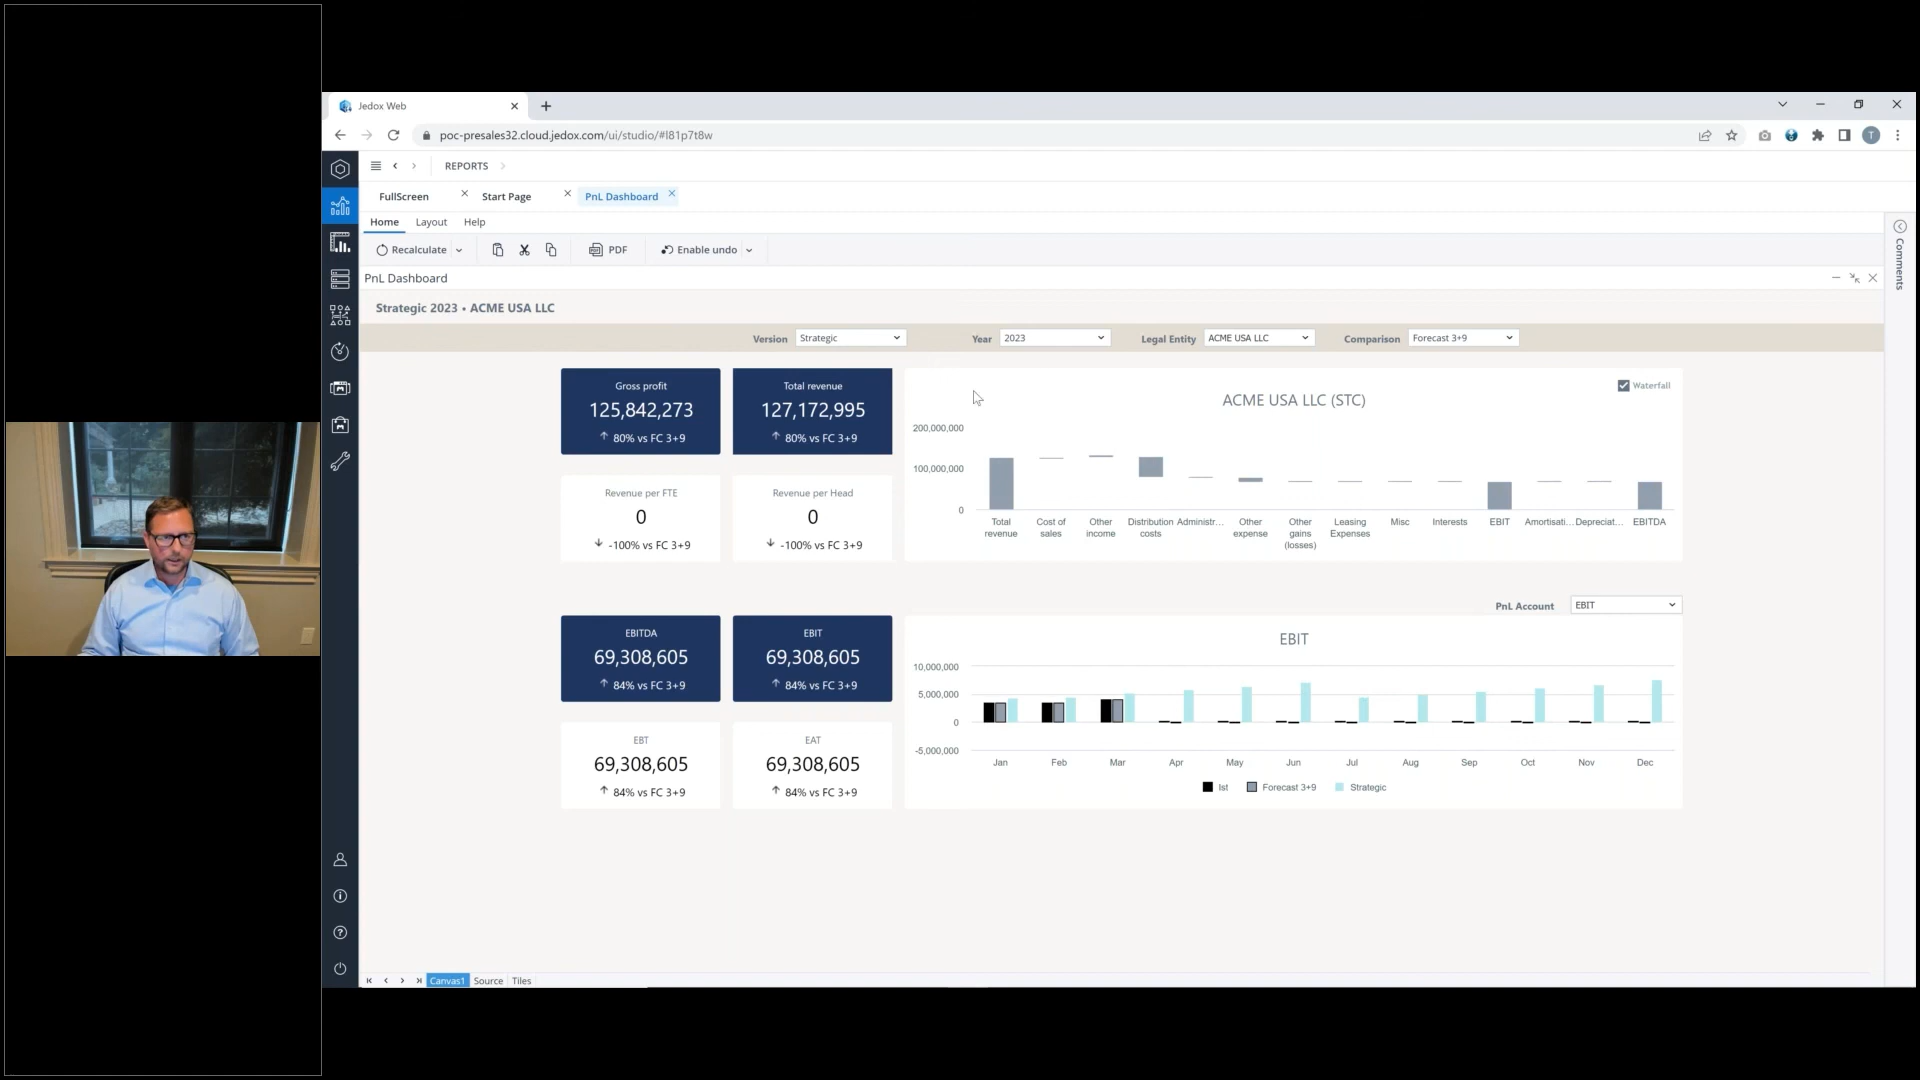 Jedox Web
poc-presales32.cloud.jedox.com/ui/studio/#l81p7t8w
T
REPORTS
FullScreen
Start Page
PnL Dashboard
Home
Layout
Help
Recalculate
PDF
Enable undo
Comments
PnL Dashboard
Strategic 2023 • ACME USA LLC
Version
Strategic
Year
2023
Legal Entity
ACME USA LLC
Comparison
Forecast 3+9
Gross profit
125,842,273
↑ 80% vs FC 3+9
Total revenue
127,172,995
↑ 80% vs FC 3+9
Revenue per FTE
0
↓ -100% vs FC 3+9
Revenue per Head
0
↓ -100% vs FC 3+9
Waterfall
ACME USA LLC (STC)
200,000,000
100,000,000
0
Total revenue
Cost of sales
Other income
Distribution costs
Administr...
Other expense
Other gains (losses)
Leasing Expenses
Misc
Interests
EBIT
Amortisati...
Depreciat...
EBITDA
PnL Account
EBIT
EBITDA
69,308,605
↑ 84% vs FC 3+9
EBIT
69,308,605
↑ 84% vs FC 3+9
EBT
69,308,605
↑ 84% vs FC 3+9
EAT
69,308,605
↑ 84% vs FC 3+9
EBIT
10,000,000
5,000,000
0
-5,000,000
Jan
Feb
Mar
Apr
May
Jun
Jul
Aug
Sep
Oct
Nov
Dec
Ist
Forecast 3+9
Strategic
Canvas1
Source
Tiles